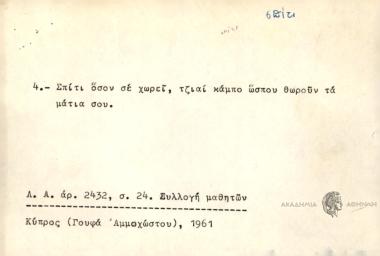 4.- Σπίτι ὅσον σέ χωρεῖ, τζιαί κάμπο ὥσπου θωροῦν τά
μάτια σου.
Λ. Α. ἀρ. 2432, σ. 24. Συλλογή μαθητῶν
Κύπρος (Γουφά Ἀμμοχώστου), 1961
ΑΚΑΔΗΜΙΑ ΑΘΗΝΩΝ